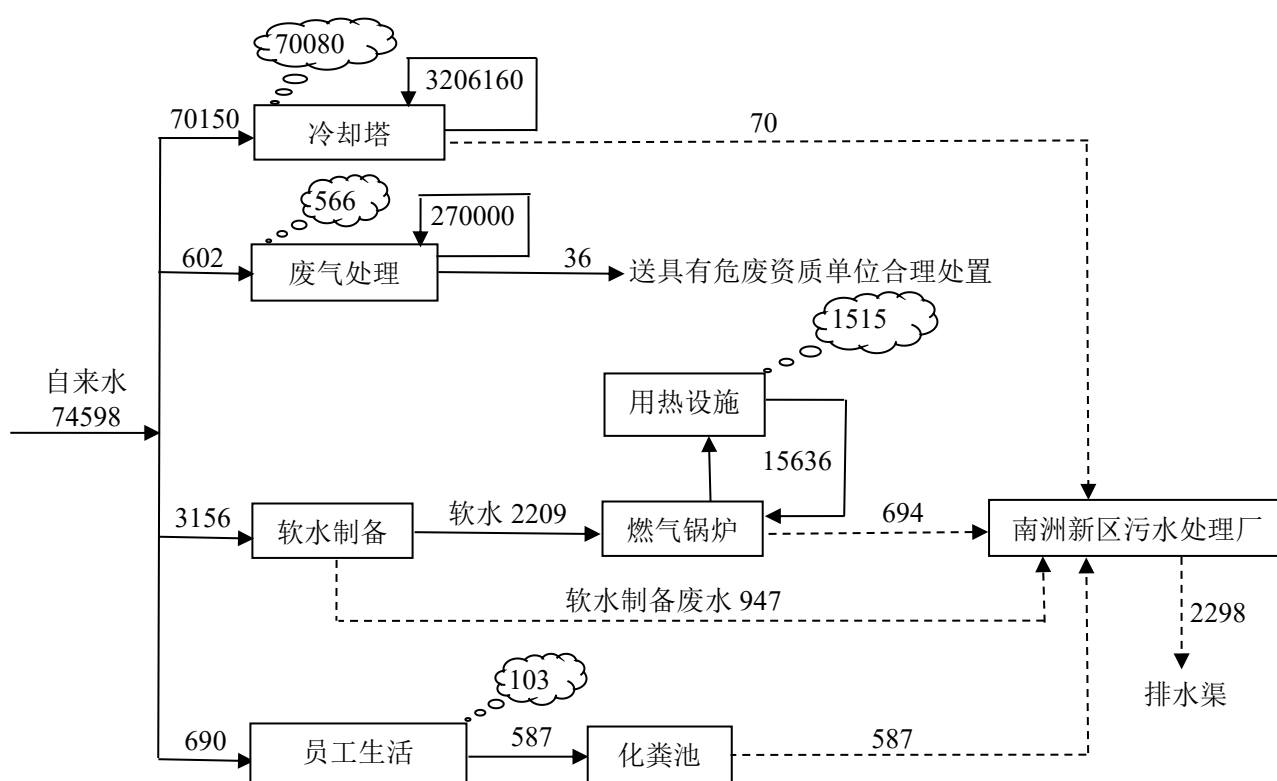 70080
3206160
70150
冷却塔
70
566
270000
602
废气处理
36
送具有危废资质单位合理处置
1515
自来水
74598
用热设施
15636
3156
软水制备
软水 2209
燃气锅炉
694
南洲新区污水处理厂
软水制备废水 947
2298
103
排水渠
690
员工生活
587
化粪池
587